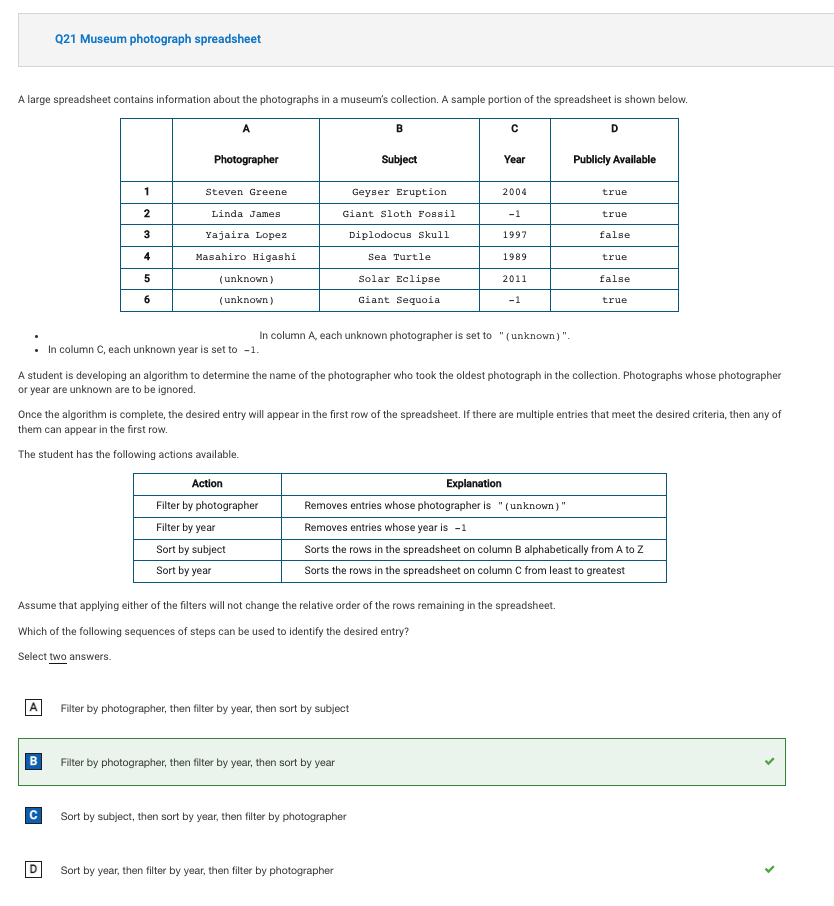 Q21 Museum photograph spreadsheet
A large spreadsheet contains information about the photographs in a museum's collection. A sample portion of the spreadsheet is shown below.
A B C D
Photographer Subject Year Publicly Available
1 Steven Greene Geyser Eruption 2004 true
2 Linda James Giant Sloth Fossil -1 true
3 Yajaira Lopez Diplodocus Skull 1997 false
4 Masahiro Higashi Sea Turtle 1989 true
5 (unknown) Solar Eclipse 2011 false
6 (unknown) Giant Sequoia -1 true
• In column A, each unknown photographer is set to "(unknown)".
• In column C, each unknown year is set to -1.
A student is developing an algorithm to determine the name of the photographer who took the oldest photograph in the collection. Photographs whose photographer
or year are unknown are to be ignored.
Once the algorithm is complete, the desired entry will appear in the first row of the spreadsheet. If there are multiple entries that meet the desired criteria, then any of
them can appear in the first row.
The student has the following actions available.
Action Explanation
Filter by photographer Removes entries whose photographer is "(unknown)"
Filter by year Removes entries whose year is -1
Sort by subject Sorts the rows in the spreadsheet on column B alphabetically from A to Z
Sort by year Sorts the rows in the spreadsheet on column C from least to greatest
Assume that applying either of the filters will not change the relative order of the rows remaining in the spreadsheet.
Which of the following sequences of steps can be used to identify the desired entry?
Select two answers.
A Filter by photographer, then filter by year, then sort by subject
B Filter by photographer, then filter by year, then sort by year
C Sort by subject, then sort by year, then filter by photographer
D Sort by year, then filter by year, then filter by photographer